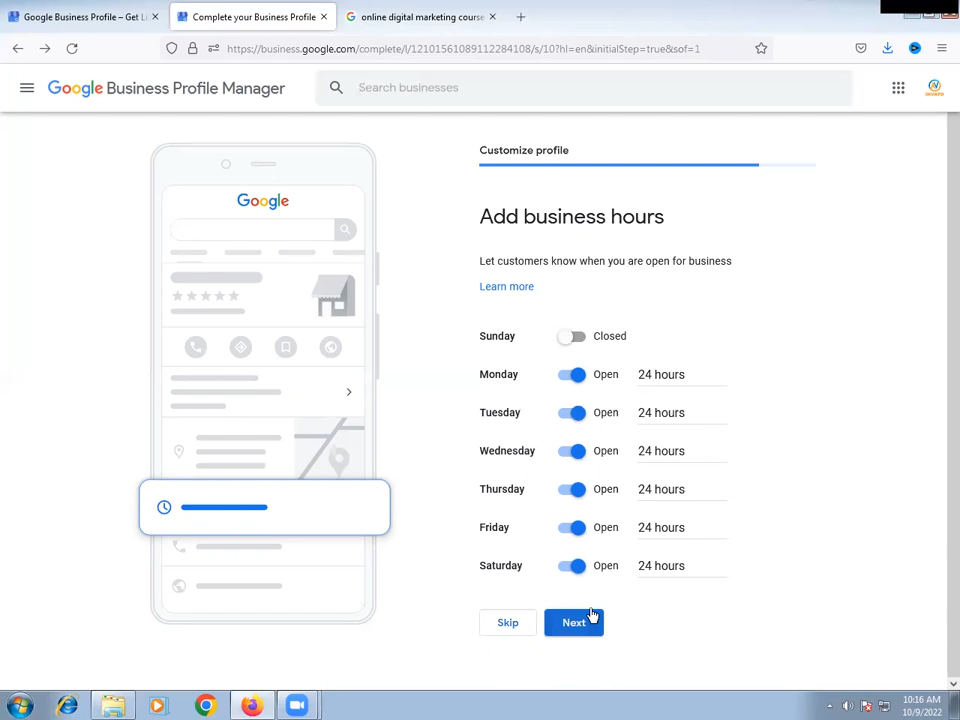 Google Business Profile – Get Li
Complete your Business Profile
online digital marketing course
https://business.google.com/complete/l/12101561089112284108/s/10?hl=en&initialStep=true&sof=1
Google Business Profile Manager
Search businesses
Google
Customize profile
Add business hours
Let customers know when you are open for business
Learn more
Sunday Closed
Monday Open 24 hours
Tuesday Open 24 hours
Wednesday Open 24 hours
Thursday Open 24 hours
Friday Open 24 hours
Saturday Open 24 hours
Skip Next
10:16 AM
10/9/2022